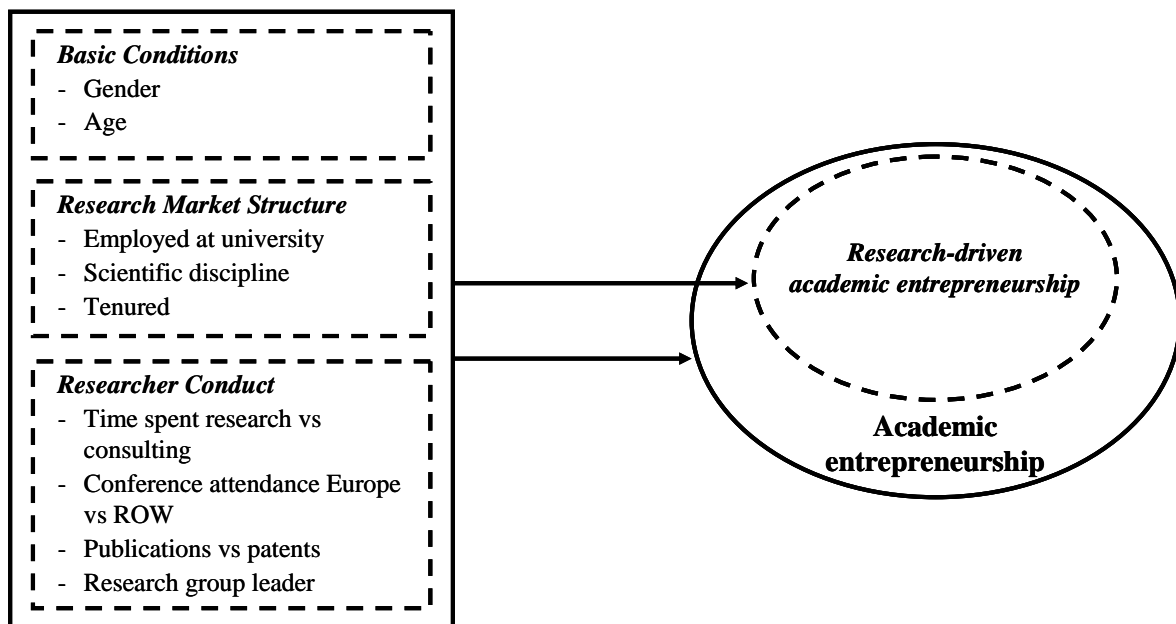 Basic Conditions
- Gender
- Age
Research Market Structure
- Employed at university
- Scientific discipline
- Tenured
Researcher Conduct
- Time spent research vs
consulting
- Conference attendance Europe
vs ROW
- Publications vs patents
- Research group leader
Research-driven
academic entrepreneurship
Academic
entrepreneurship